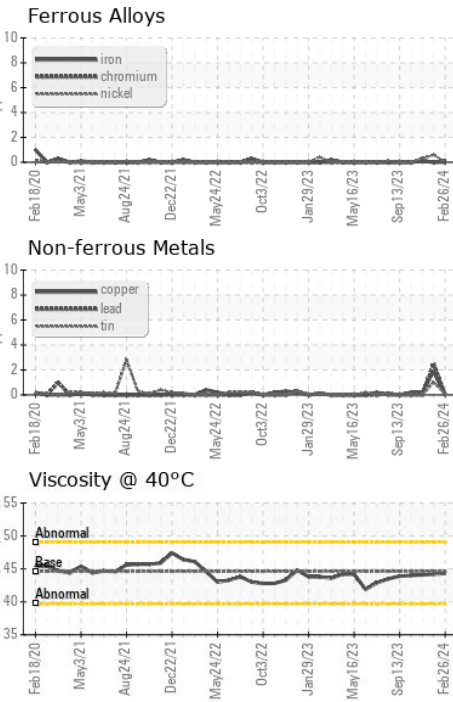 Ferrous Alloys
10
8
6
4
2
0
iron
chromium
nickel
Feb18/20
May3/21
Aug24/21
Dec22/21
May24/22
Oct3/22
Jan29/23
May16/23
Sep13/23
Feb26/24
Non-ferrous Metals
10
8
6
4
2
0
copper
lead
tin
Feb18/20
May3/21
Aug24/21
Dec22/21
May24/22
Oct3/22
Jan29/23
May16/23
Sep13/23
Feb26/24
Viscosity @ 40°C
55
50
45
40
35
Abnormal
Base
Abnormal
Feb18/20
May3/21
Aug24/21
Dec22/21
May24/22
Oct3/22
Jan29/23
May16/23
Sep13/23
Feb26/24